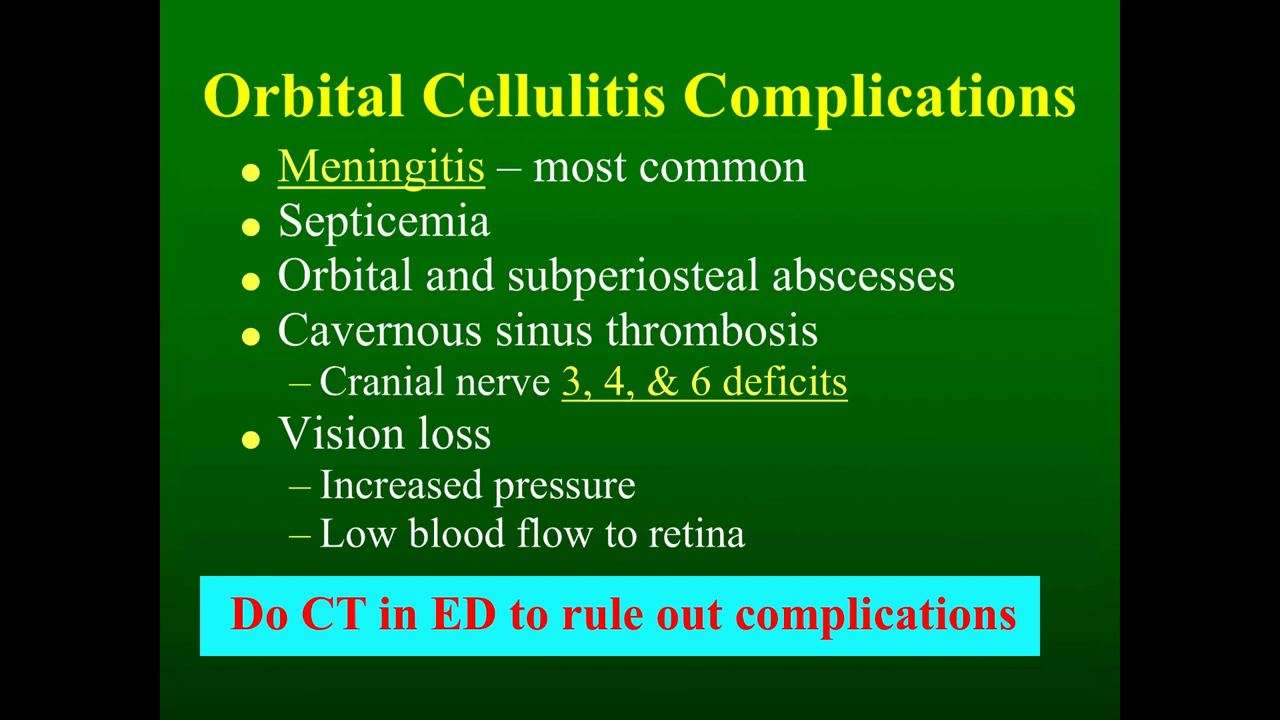 Orbital Cellulitis Complications
● Meningitis – most common
● Septicemia
● Orbital and subperiosteal abscesses
● Cavernous sinus thrombosis
– Cranial nerve 3, 4, & 6 deficits
● Vision loss
– Increased pressure
– Low blood flow to retina
Do CT in ED to rule out complications